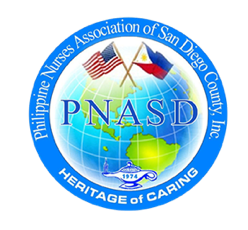 Philippine Nurses Association of San Diego County, Inc
PNASD
1974
HERITAGE of CARING